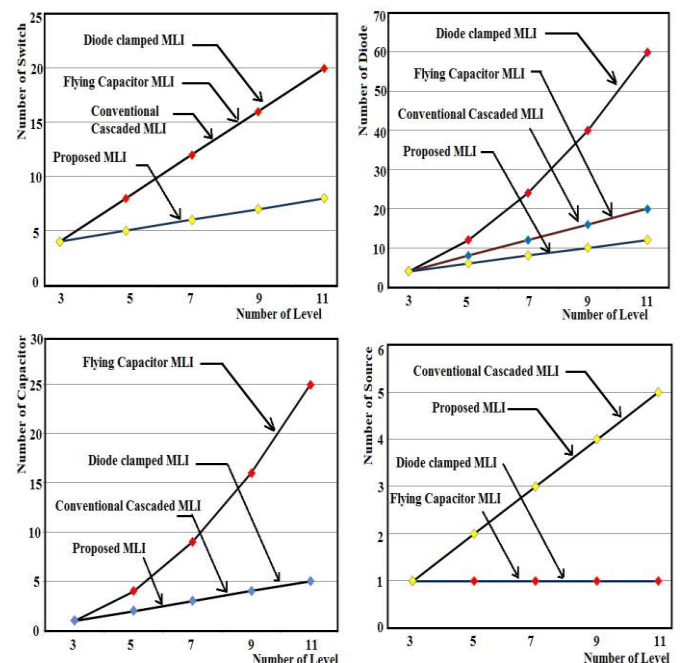 Number of Switch
25
20
15
10
5
0
Diode clamped MLI
Flying Capacitor MLI
Conventional
Cascaded MLI
Proposed MLI
3 5 7 9 11
Number of Level
Number of Diode
70
60
50
40
30
20
10
0
Diode clamped MLI
Flying Capacitor MLI
Conventional Cascaded MLI
Proposed MLI
3 5 7 9 11
Number of Level
Number of Capacitor
30
25
20
15
10
5
0
Flying Capacitor MLI
Diode clamped MLI
Conventional Cascaded MLI
Proposed MLI
3 5 7 9 11
Number of Level
Number of Source
6
5
4
3
2
1
0
Conventional Cascaded MLI
Proposed MLI
Diode clamped MLI
Flying Capacitor MLI
3 5 7 9 11
Number of Level